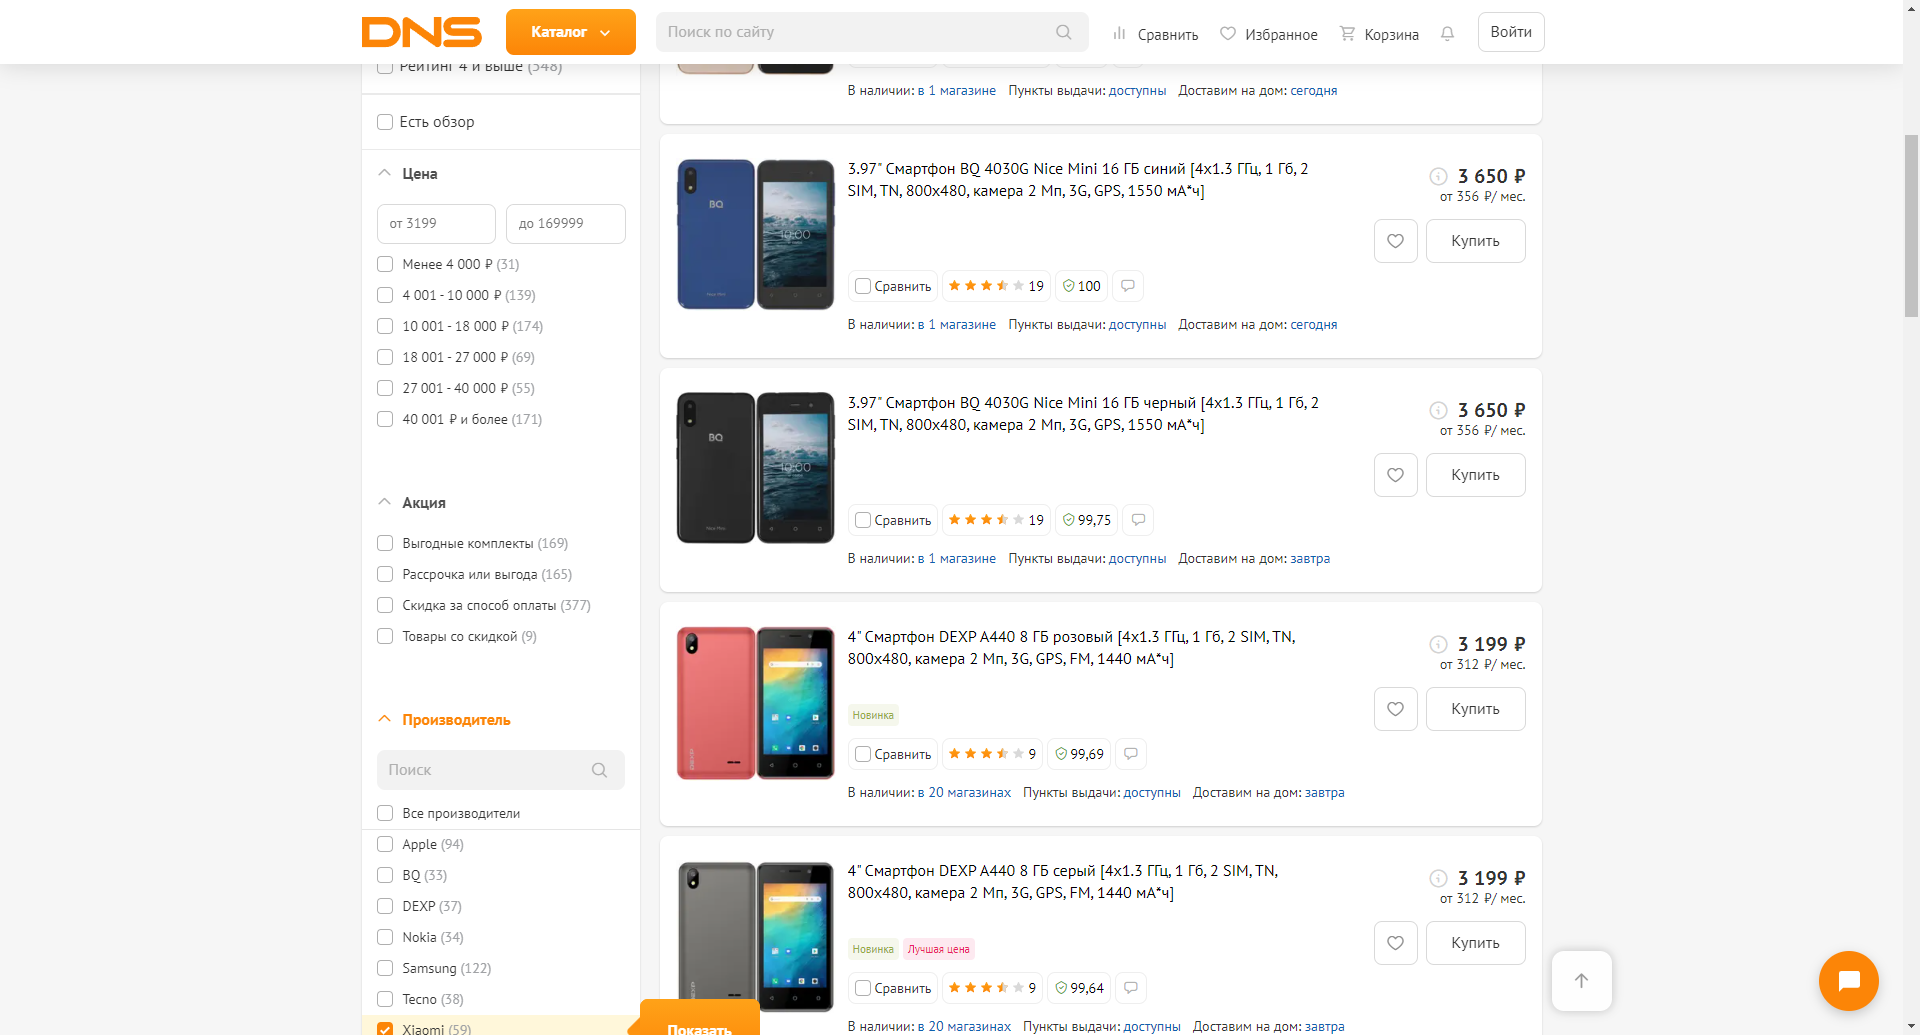 DNS
Каталог
Поиск по сайту
Сравнить
Избранное
Корзина
Войти
Рейтинг 4 и выше (548)
Есть обзор
Цена
от 3199
до 169999
Менее 4 000 ₽ (31)
4 001 - 10 000 ₽ (139)
10 001 - 18 000 ₽ (174)
18 001 - 27 000 ₽ (69)
27 001 - 40 000 ₽ (55)
40 001 ₽ и более (171)
Акция
Выгодные комплекты (169)
Рассрочка или выгода (165)
Скидка за способ оплаты (377)
Товары со скидкой (9)
Производитель
Поиск
Все производители
Apple (94)
BQ (33)
DEXP (37)
Nokia (34)
Samsung (122)
Tecno (38)
Xiaomi (59)
Показать
В наличии: в 1 магазине Пункты выдачи: доступны Доставим на дом: сегодня
BQ
10:00
3.97" Смартфон BQ 4030G Nice Mini 16 ГБ синий [4x1.3 ГГц, 1 Гб, 2
SIM, TN, 800x480, камера 2 Мп, 3G, GPS, 1550 мА*ч]
3 650 ₽
от 356 ₽/ мес.
Купить
Сравнить
19
100
В наличии: в 1 магазине Пункты выдачи: доступны Доставим на дом: сегодня
BQ
10:00
3.97" Смартфон BQ 4030G Nice Mini 16 ГБ черный [4x1.3 ГГц, 1 Гб, 2
SIM, TN, 800x480, камера 2 Мп, 3G, GPS, 1550 мА*ч]
3 650 ₽
от 356 ₽/ мес.
Купить
Сравнить
19
99,75
В наличии: в 1 магазине Пункты выдачи: доступны Доставим на дом: завтра
DEXP
4" Смартфон DEXP A440 8 ГБ розовый [4x1.3 ГГц, 1 Гб, 2 SIM, TN,
800x480, камера 2 Мп, 3G, GPS, FM, 1440 мА*ч]
3 199 ₽
от 312 ₽/ мес.
Купить
Новинка
Сравнить
9
99,69
В наличии: в 20 магазинах Пункты выдачи: доступны Доставим на дом: завтра
4" Смартфон DEXP A440 8 ГБ серый [4x1.3 ГГц, 1 Гб, 2 SIM, TN,
800x480, камера 2 Мп, 3G, GPS, FM, 1440 мА*ч]
3 199 ₽
от 312 ₽/ мес.
Купить
Новинка
Лучшая цена
Сравнить
9
99,64
В наличии: в 20 магазинах Пункты выдачи: доступны Доставим на дом: завтра